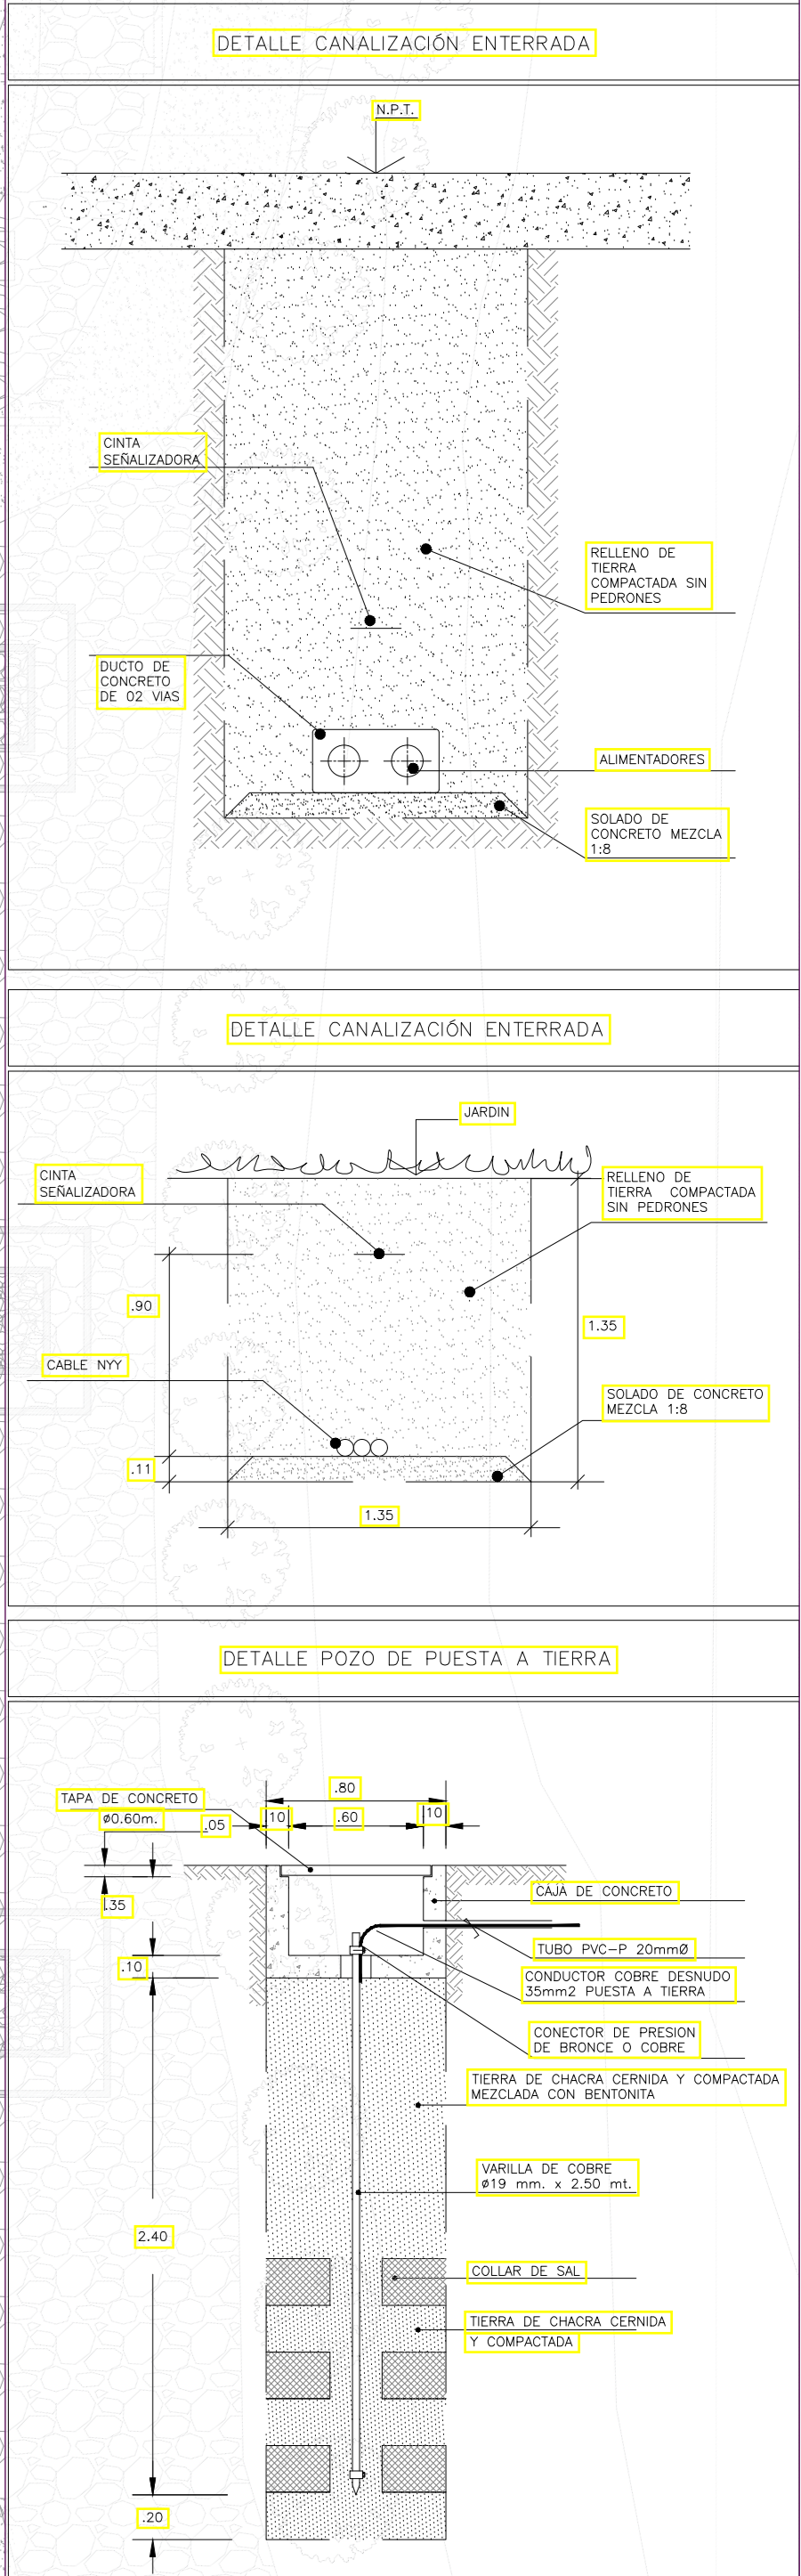 DETALLE CANALIZACIÓN ENTERRADA
N.P.T.
CINTA
SEÑALIZADORA
RELLENO DE
TIERRA
COMPACTADA SIN
PEDRONES
DUCTO DE
CONCRETO
DE 02 VIAS
ALIMENTADORES
SOLADO DE
CONCRETO MEZCLA
1:8
DETALLE CANALIZACIÓN ENTERRADA
JARDIN
CINTA
SEÑALIZADORA
RELLENO DE
TIERRA COMPACTADA
SIN PEDRONES
.90
1.35
CABLE NYY
SOLADO DE CONCRETO
MEZCLA 1:8
.11
1.35
DETALLE POZO DE PUESTA A TIERRA
.80
TAPA DE CONCRETO
ø0.60m.
.05
.10
.60
.10
.35
CAJA DE CONCRETO
TUBO PVC-P 20mmØ
.10
CONDUCTOR COBRE DESNUDO
35mm2 PUESTA A TIERRA
CONECTOR DE PRESION
DE BRONCE O COBRE
TIERRA DE CHACRA CERNIDA Y COMPACTADA
MEZCLADA CON BENTONITA
VARILLA DE COBRE
ø19 mm. x 2.50 mt.
2.40
COLLAR DE SAL
TIERRA DE CHACRA CERNIDA
Y COMPACTADA
.20